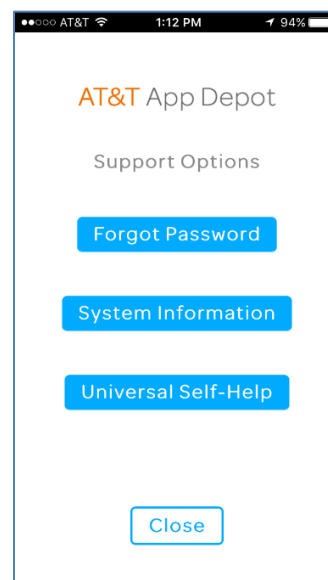 AT&T 1:12 PM 94%
AT&T App Depot
Support Options
Forgot Password
System Information
Universal Self-Help
Close